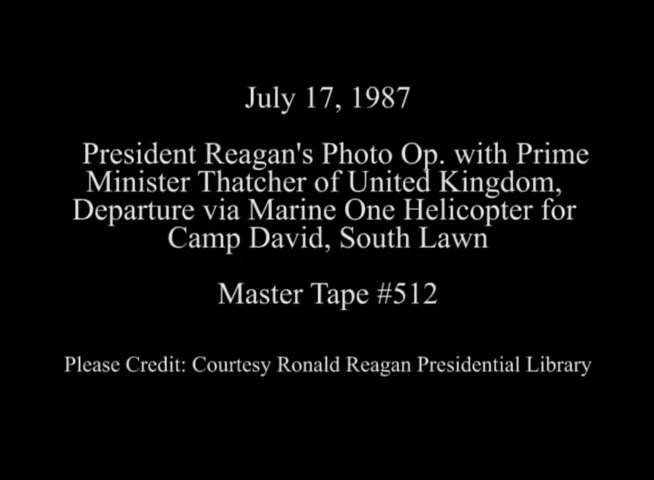 July 17, 1987
President Reagan's Photo Op. with Prime
Minister Thatcher of United Kingdom,
Departure via Marine One Helicopter for
Camp David, South Lawn
Master Tape #512
Please Credit: Courtesy Ronald Reagan Presidential Library